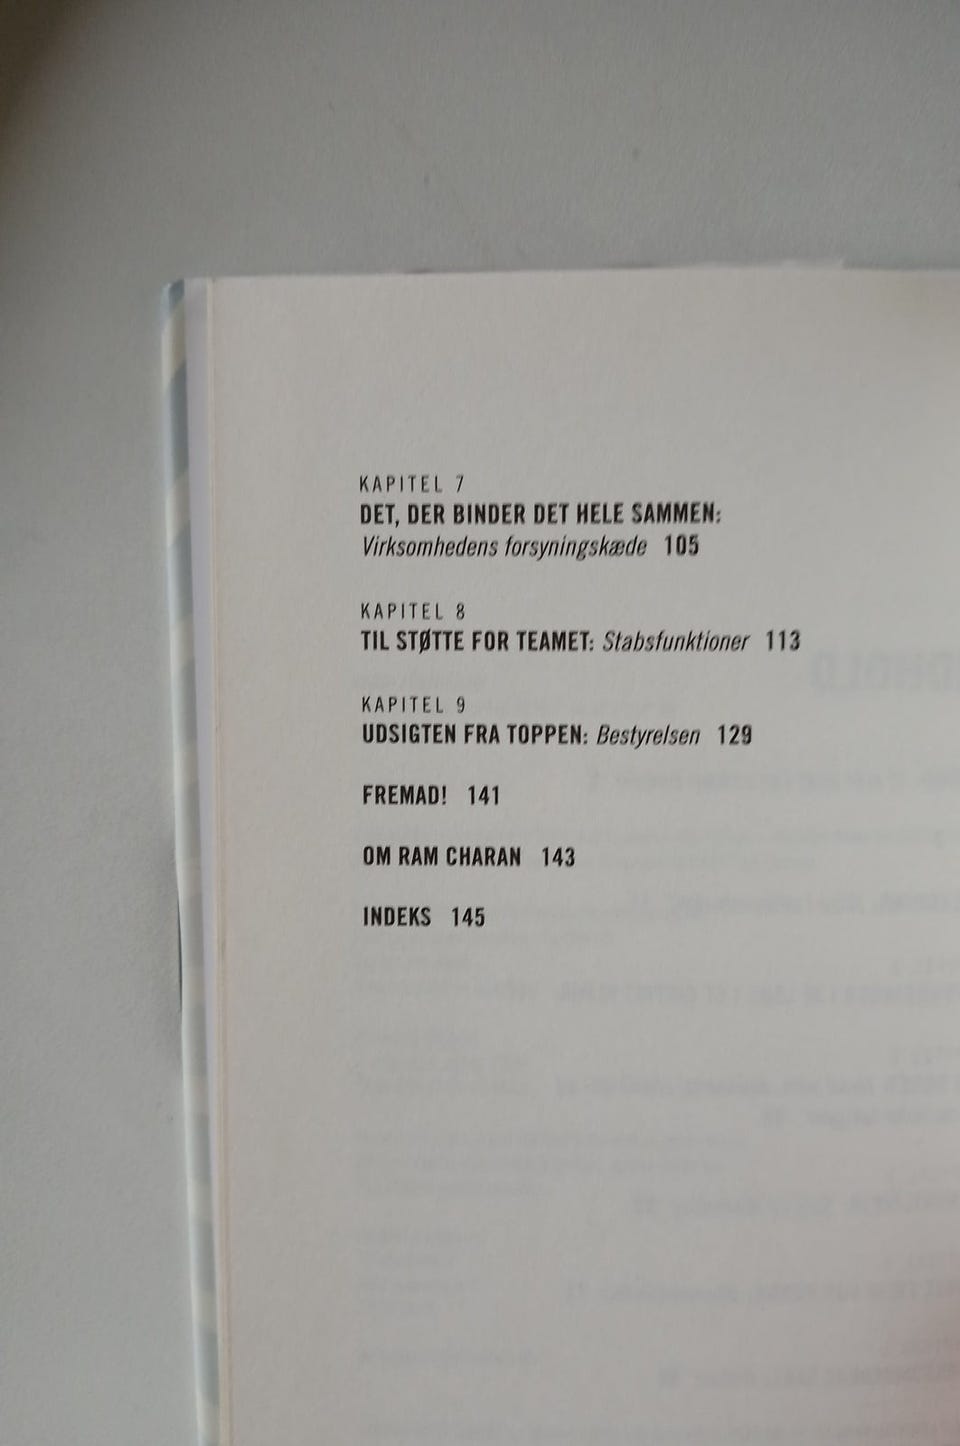 KAPITEL 7
DET, DER BINDER DET HELE SAMMEN:
Virksomhedens forsyningskæde 105
KAPITEL 8
TIL STØTTE FOR TEAMET: Stabsfunktioner 113
KAPITEL 9
UDSIGTEN FRA TOPPEN: Bestyrelsen 129
FREMAD! 141
OM RAM CHARAN 143
INDEKS 145